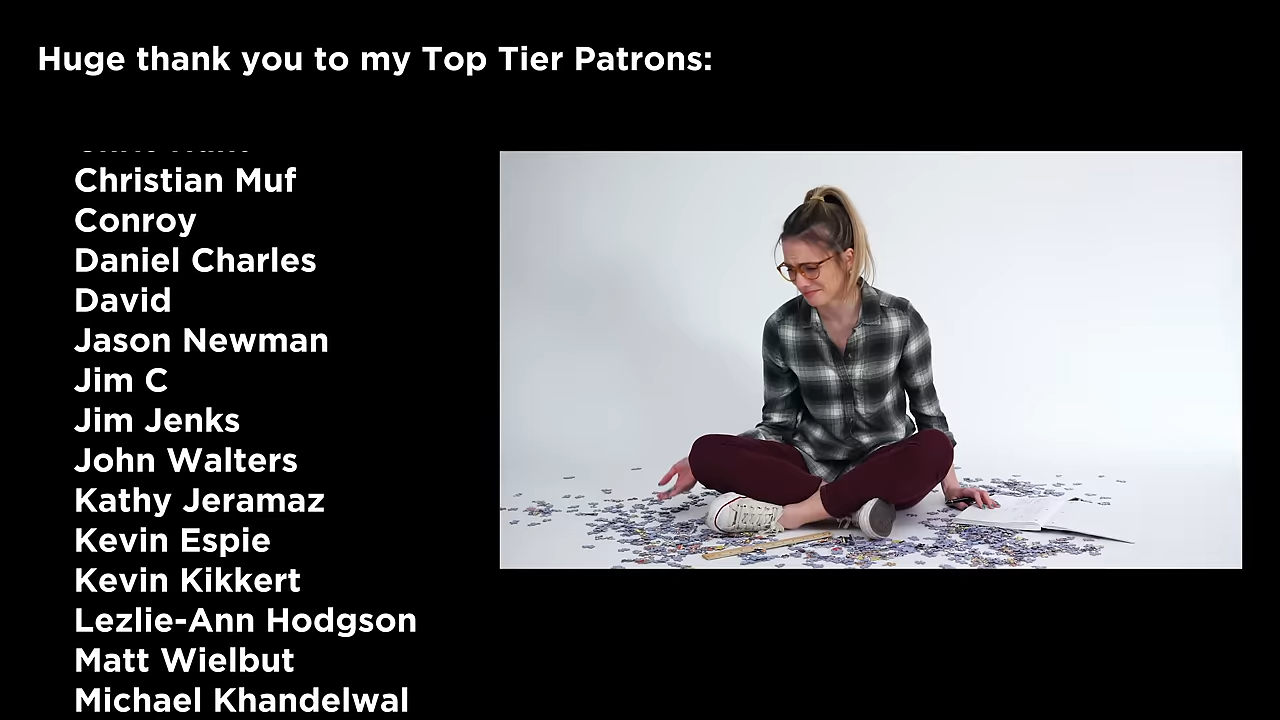 Huge thank you to my Top Tier Patrons:
Christian Muf
Conroy
Daniel Charles
David
Jason Newman
Jim C
Jim Jenks
John Walters
Kathy Jeramaz
Kevin Espie
Kevin Kikkert
Lezlie-Ann Hodgson
Matt Wielbut
Michael Khandelwal